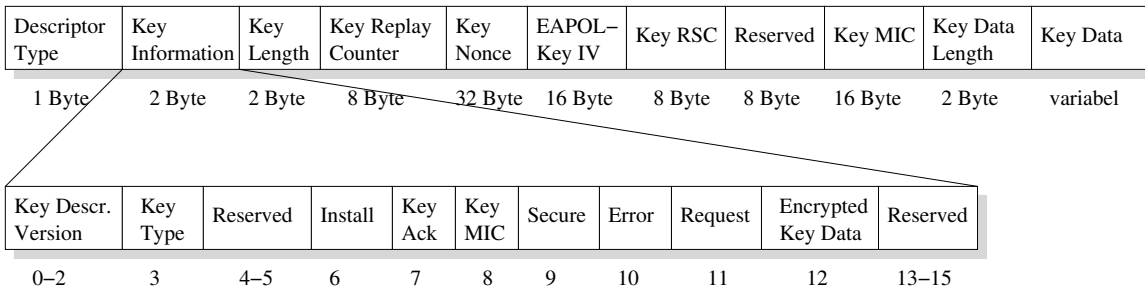 Descriptor Type
Key Information
Key Length
Key Replay Counter
Key Nonce
EAPOL−Key IV
Key RSC
Reserved
Key MIC
Key Data Length
Key Data
1 Byte
2 Byte
2 Byte
8 Byte
32 Byte
16 Byte
8 Byte
8 Byte
16 Byte
2 Byte
variabel
Key Descr. Version
Key Type
Reserved
Install
Key Ack
Key MIC
Secure
Error
Request
Encrypted Key Data
Reserved
0−2
3
4−5
6
7
8
9
10
11
12
13−15